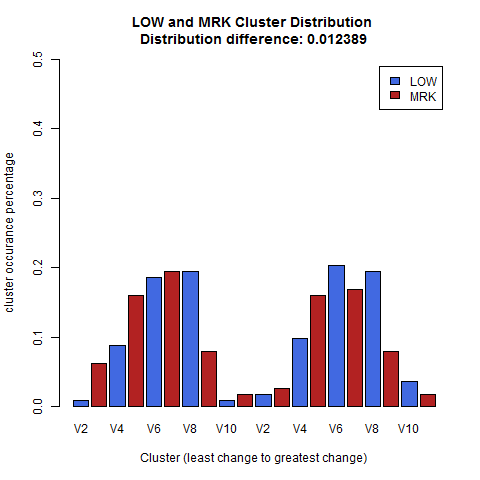 LOW and MRK Cluster Distribution
Distribution difference: 0.012389
LOW
MRK
cluster occurance percentage
0.5
0.4
0.3
0.2
0.1
0.0
V2 V4 V6 V8 V10 V2 V4 V6 V8 V10
Cluster (least change to greatest change)